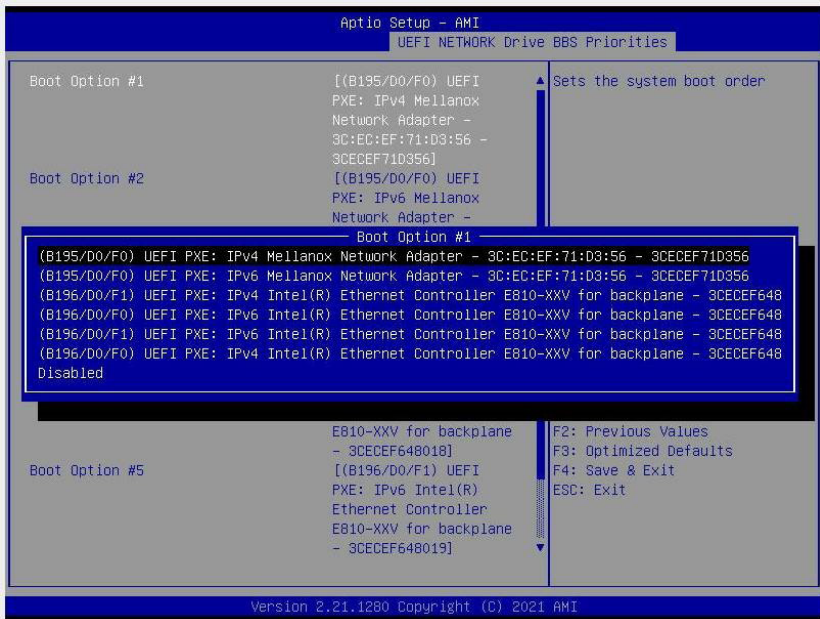 Aptio Setup – AMI
UEFI NETWORK Drive BBS Priorities
Boot Option #1
[(B195/D0/F0) UEFI
PXE: IPv4 Mellanox
Network Adapter –
3C:EC:EF:71:D3:56 –
3CECEF71D356]
Boot Option #2
[(B195/D0/F0) UEFI
PXE: IPv6 Mellanox
Network Adapter –
Sets the system boot order
Boot Option #1
(B195/D0/F0) UEFI PXE: IPv4 Mellanox Network Adapter – 3C:EC:EF:71:D3:56 – 3CECEF71D356
(B195/D0/F0) UEFI PXE: IPv6 Mellanox Network Adapter – 3C:EC:EF:71:D3:56 – 3CECEF71D356
(B196/D0/F1) UEFI PXE: IPv4 Intel(R) Ethernet Controller E810-XXV for backplane – 3CECEF648
(B196/D0/F0) UEFI PXE: IPv6 Intel(R) Ethernet Controller E810-XXV for backplane – 3CECEF648
(B196/D0/F1) UEFI PXE: IPv6 Intel(R) Ethernet Controller E810-XXV for backplane – 3CECEF648
(B196/D0/F0) UEFI PXE: IPv4 Intel(R) Ethernet Controller E810-XXV for backplane – 3CECEF648
Disabled
E810-XXV for backplane
– 3CECEF648018]
Boot Option #5
[(B196/D0/F1) UEFI
PXE: IPv6 Intel(R)
Ethernet Controller
E810-XXV for backplane
– 3CECEF648019]
F2: Previous Values
F3: Optimized Defaults
F4: Save & Exit
ESC: Exit
Version 2.21.1280 Copyright (C) 2021 AMI